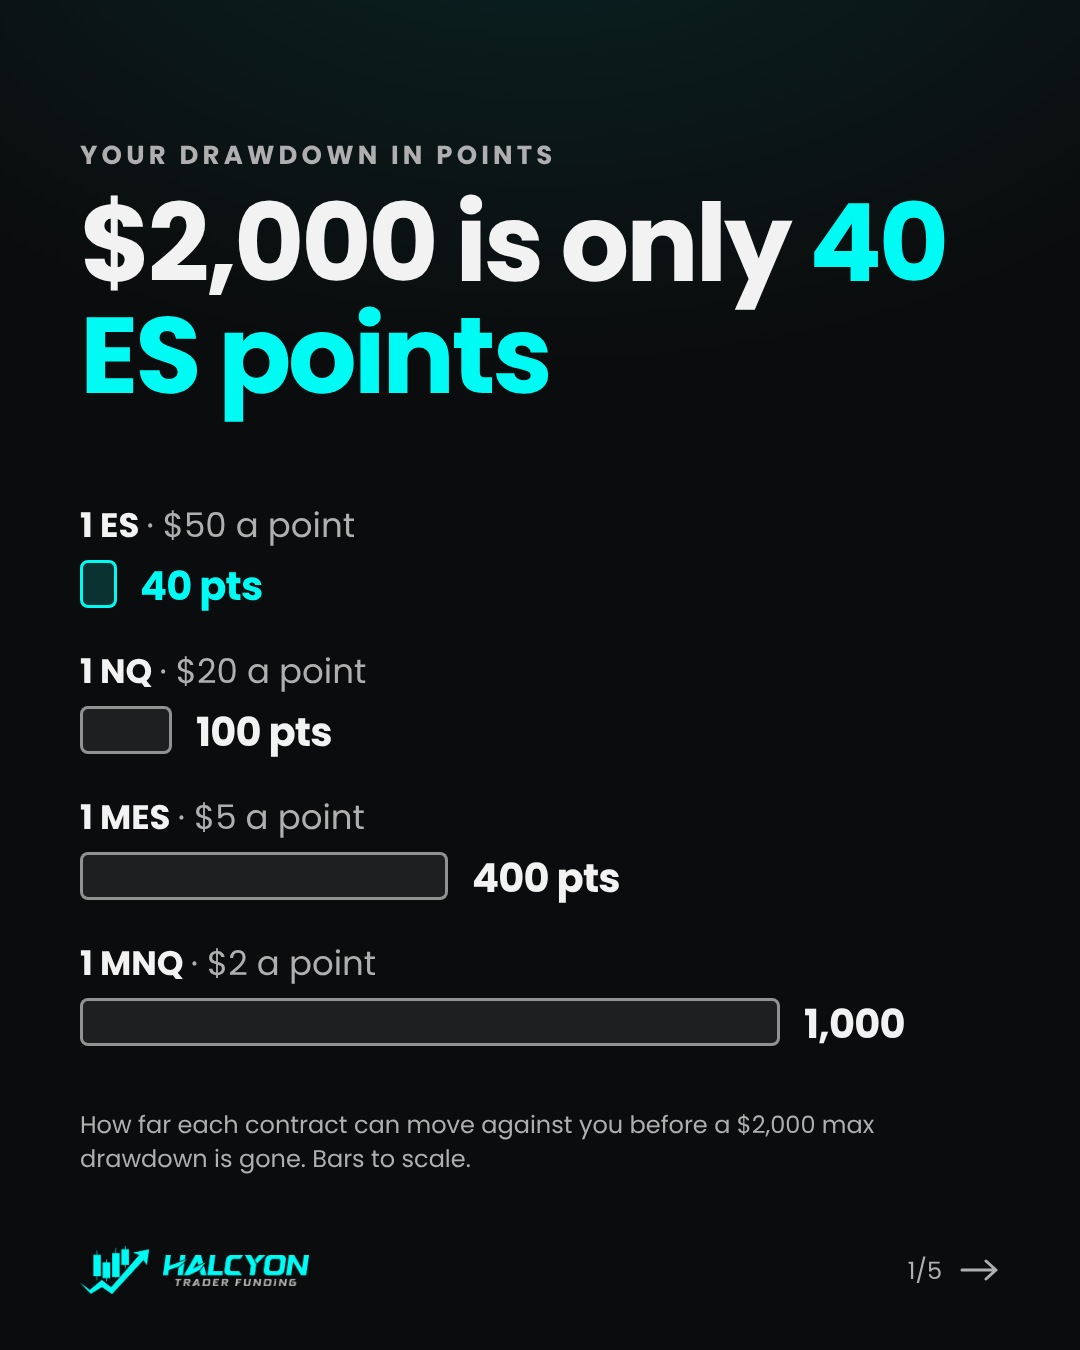 YOUR DRAWDOWN IN POINTS
$2,000 is only 40
ES points
1 ES · $50 a point
40 pts
1 NQ · $20 a point
100 pts
1 MES · $5 a point
400 pts
1 MNQ · $2 a point
1,000
How far each contract can move against you before a $2,000 max
drawdown is gone. Bars to scale.
HALCYON
TRADER FUNDING
1/5